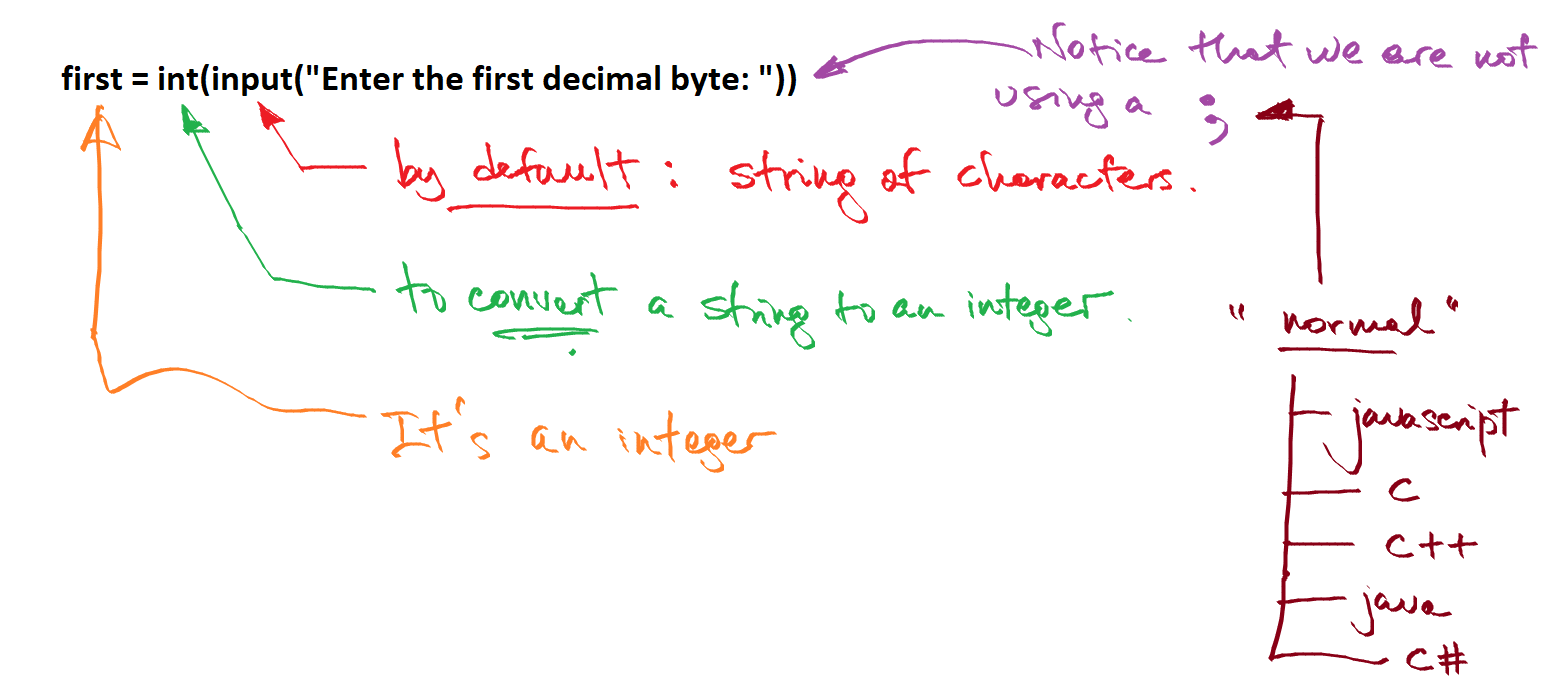 Notice that we are not
first = int(input("Enter the first decimal byte: "))
using a ;
by default : string of characters.
to convert a string to an integer.
"normal"
javascript
It's an integer
C
C++
java
C#